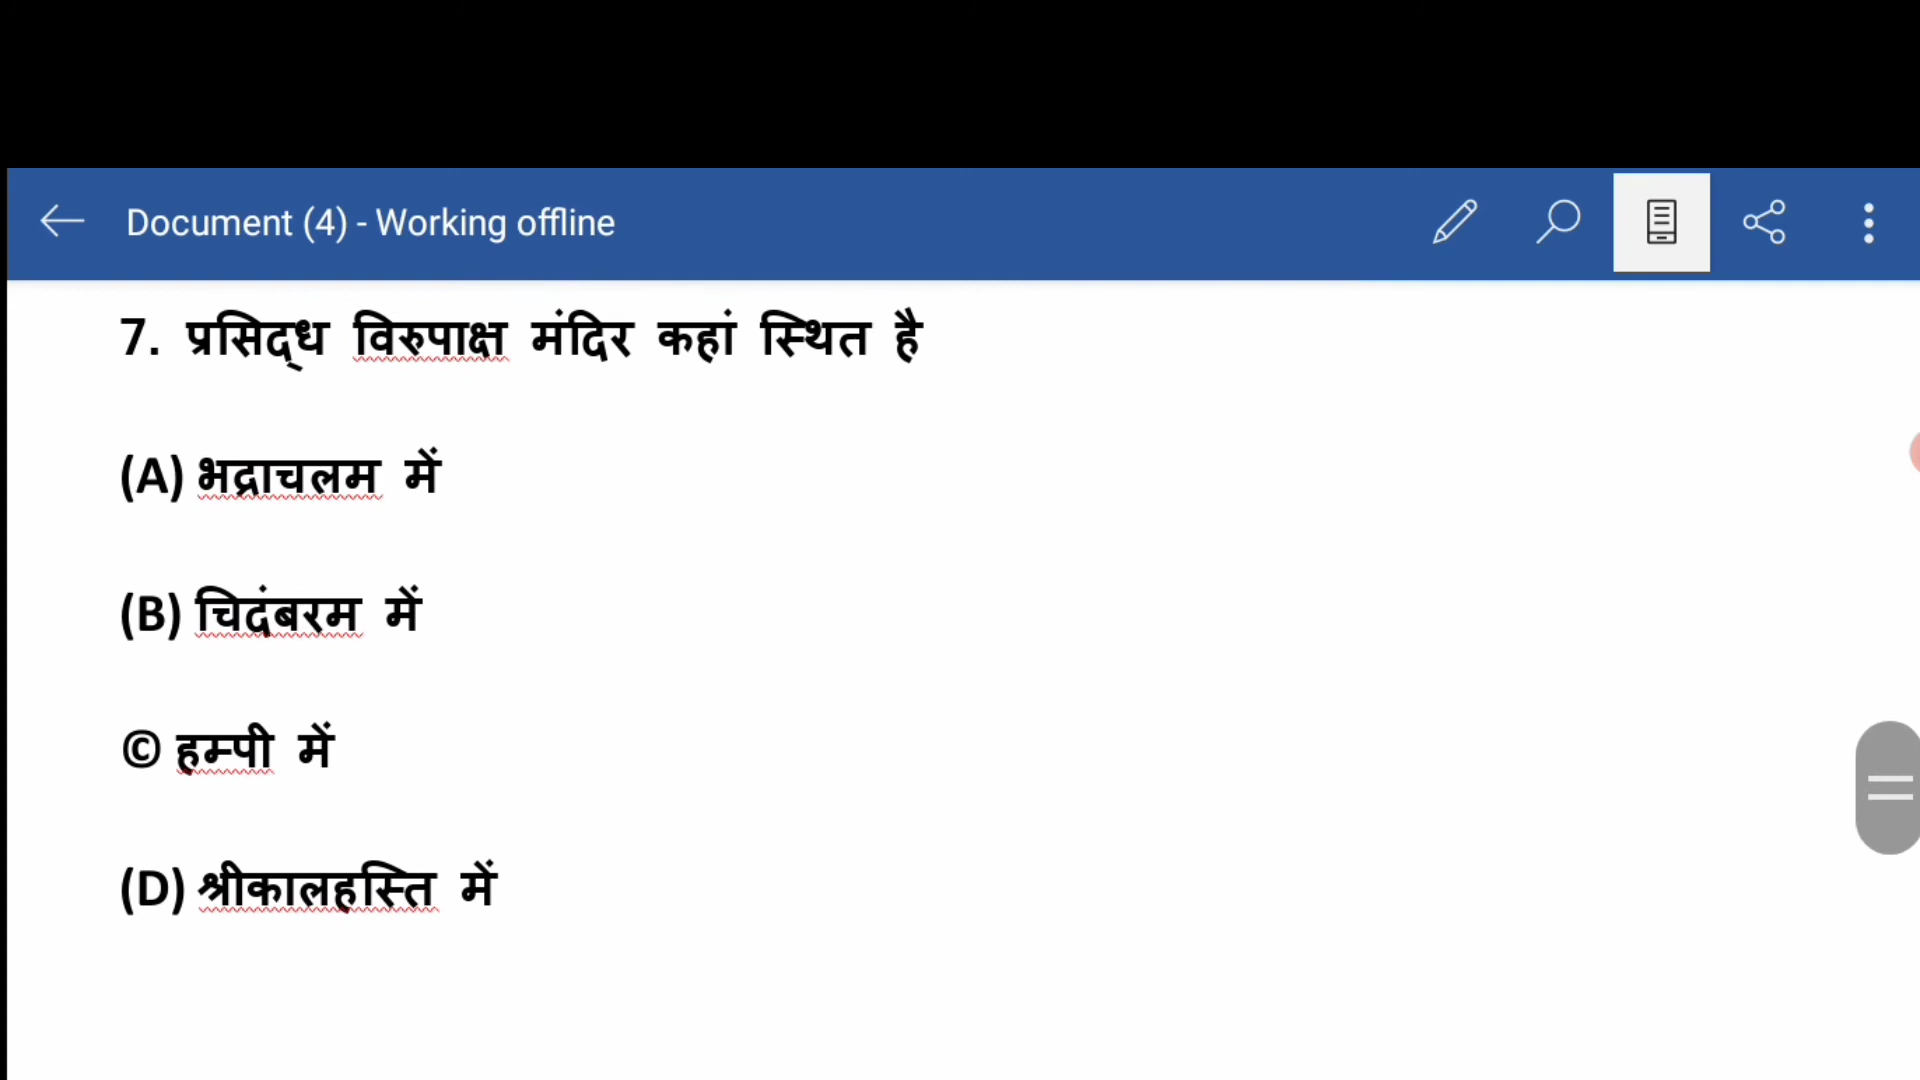 Document (4) - Working offline
7. प्रसिद्ध विरुपाक्ष मंदिर कहां स्थित है
(A) भद्राचलम में
(B) चिदंबरम में
© हम्पी में
(D) श्रीकालहस्ति में